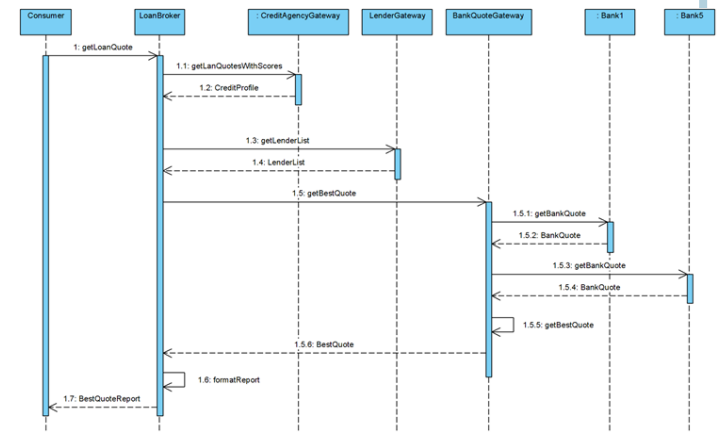 Consumer
LoanBroker
: CreditAgencyGateway
LenderGateway
BankQuoteGateway
: Bank1
: Bank5
1: getLoanQuote
1.1: getLanQuotesWithScores
1.2: CreditProfile
1.3: getLenderList
1.4: LenderList
1.5: getBestQuote
1.5.1: getBankQuote
1.5.2: BankQuote
1.5.3: getBankQuote
1.5.4: BankQuote
1.5.5: getBestQuote
1.5.6: BestQuote
1.6: formatReport
1.7: BestQuoteReport